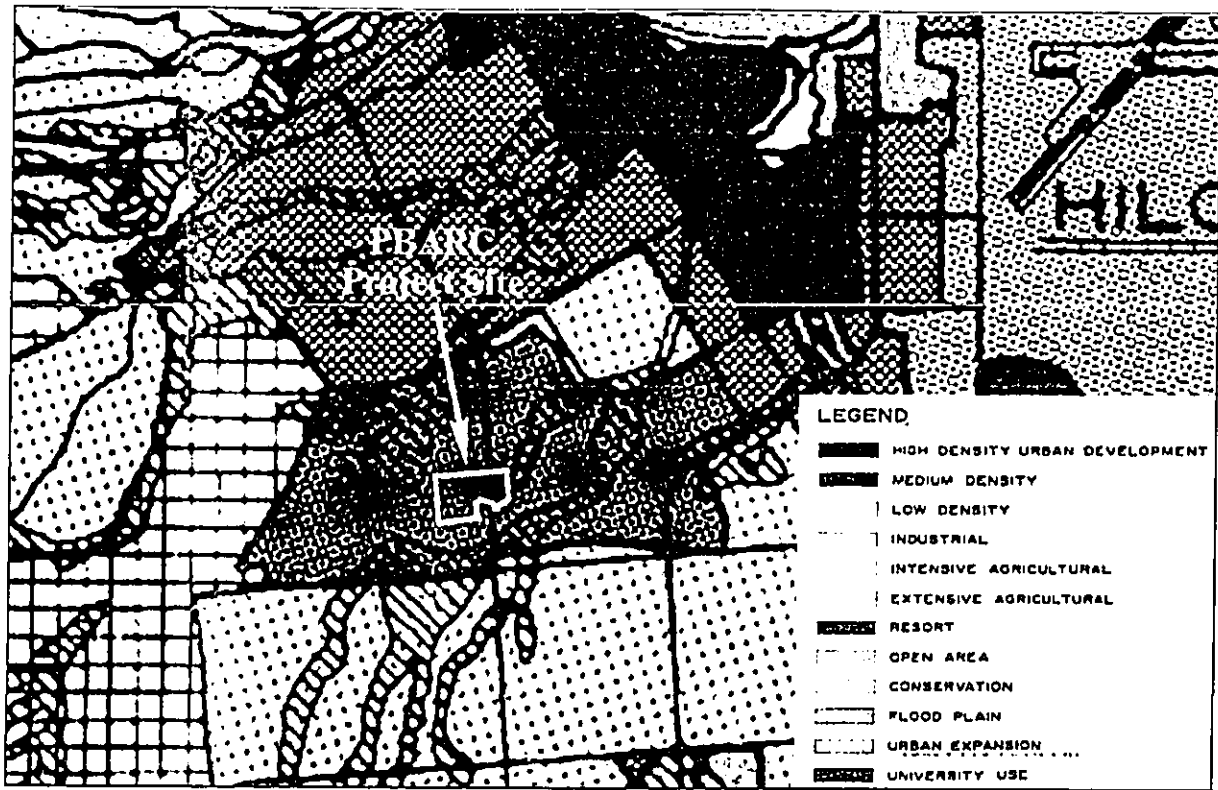 PBARC
Project Site
HILO
LEGEND
HIGH DENSITY URBAN DEVELOPMENT
MEDIUM DENSITY
LOW DENSITY
INDUSTRIAL
INTENSIVE AGRICULTURAL
EXTENSIVE AGRICULTURAL
RESORT
OPEN AREA
CONSERVATION
FLOOD PLAIN
URBAN EXPANSION
UNIVERSITY USE